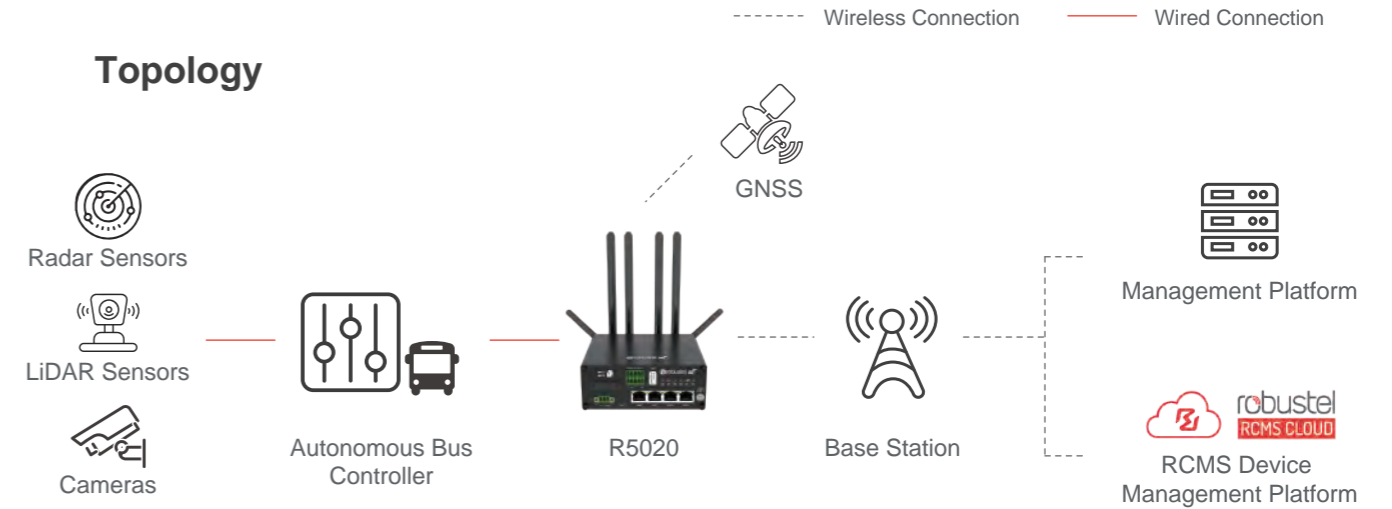 Wireless Connection
Wired Connection
Topology
GNSS
Radar Sensors
LiDAR Sensors
Cameras
Autonomous Bus
Controller
R5020
Base Station
Management Platform
robustel
RCMS CLOUD
RCMS Device
Management Platform